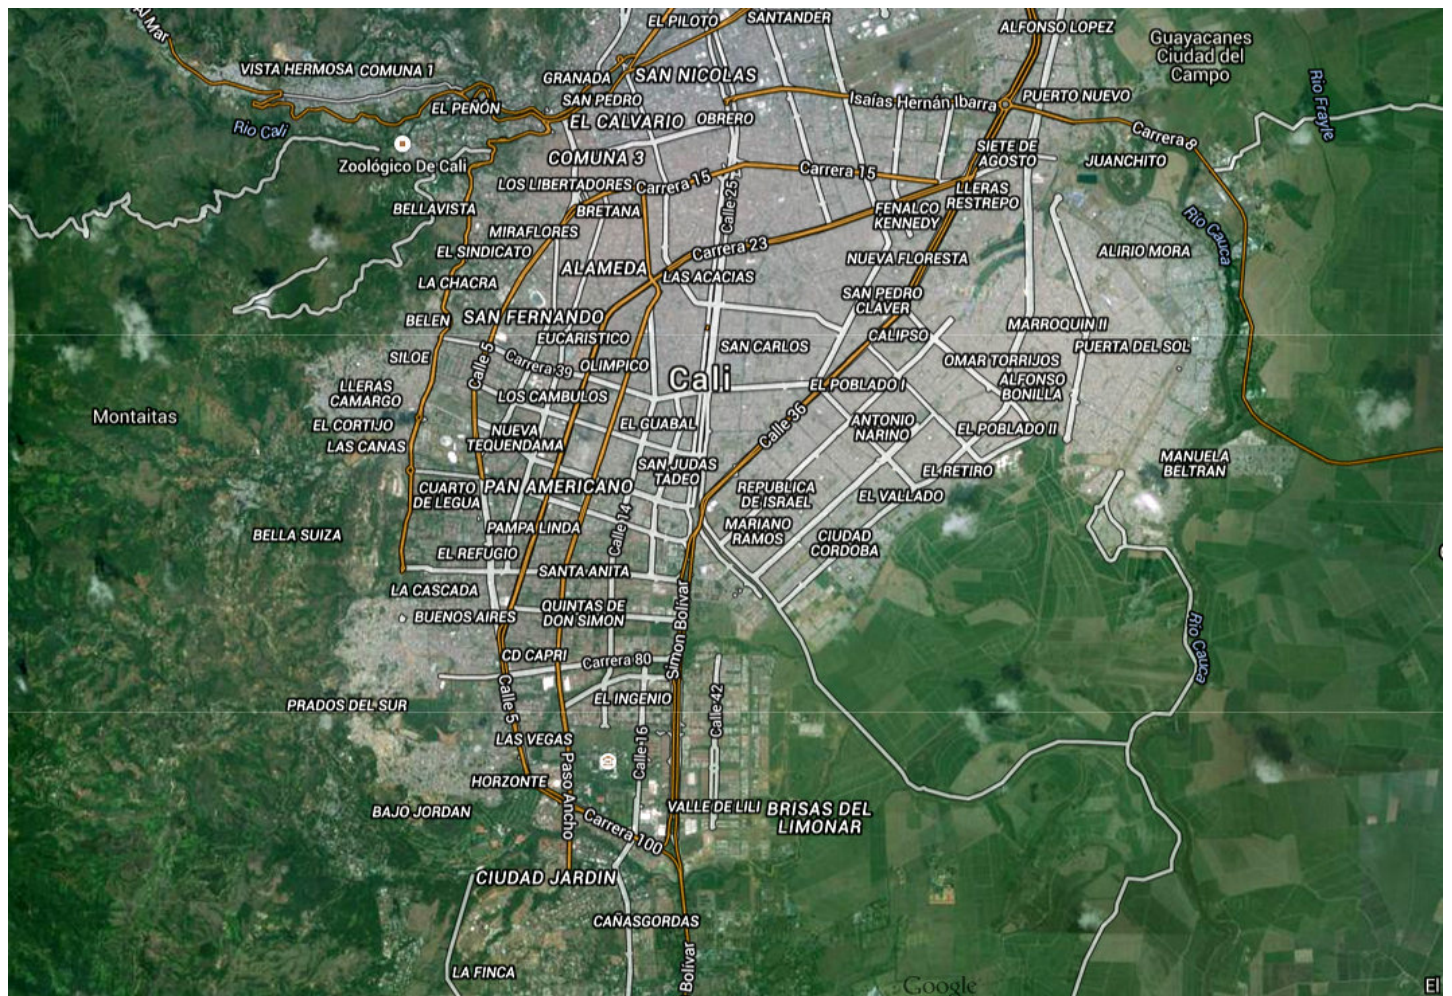 Al Mar
EL PILOTO
SANTANDER
ALFONSO LOPEZ
Guayacanes
Ciudad del
Campo
VISTA HERMOSA
COMUNA 1
GRANADA
SAN NICOLAS
Rio Frayle
EL PEÑON
SAN PEDRO
EL CALVARIO
OBRERO
Isaías Hernán Ibarra
PUERTO NUEVO
Rio Cali
Carrera 8
Zoológico De Cali
COMUNA 3
SIETE DE
AGOSTO
JUANCHITO
LOS LIBERTADORES
Carrera 15
Carrera 15
LLERAS
RESTREPO
BELLAVISTA
BRETANA
Calle 25
FENALCO
KENNEDY
Río Cauca
MIRAFLORES
EL SINDICATO
Carrera 23
NUEVA FLORESTA
ALIRIO MORA
LA CHACRA
ALAMEDA
LAS ACACIAS
SAN PEDRO
CLAVER
BELEN
SAN FERNANDO
EUCARISTICO
CALIPSO
MARROQUIN II
SILOE
Calle 5
Carrera 39
OLIMPICO
SAN CARLOS
OMAR TORRIJOS
PUERTA DEL SOL
LLERAS
CAMARGO
LOS CAMBULOS
Cali
EL POBLADO I
ALFONSO
BONILLA
Montaitas
EL CORTIJO
LAS CANAS
NUEVA
TEQUENDAMA
EL GUABAL
Calle 36
ANTONIO
NARINO
EL POBLADO II
SAN JUDAS
TADEO
EL RETIRO
MANUELA
BELTRAN
CUARTO
DE LEGUA
PAN AMERICANO
REPUBLICA
DE ISRAEL
EL VALLADO
BELLA SUIZA
PAMPA LINDA
Calle 14
MARIANO
RAMOS
CIUDAD
CORDOBA
EL REFUGIO
SANTA ANITA
LA CASCADA
BUENOS AIRES
QUINTAS DE
DON SIMON
Simon Bolivar
Río Cauca
CD CAPRI
Carrera 80
PRADOS DEL SUR
Calle 5
EL INGENIO
Calle 42
LAS VEGAS
Calle 16
HORZONTE
Paso Ancho
BAJO JORDAN
Carrera 100
VALLE DE LILI
BRISAS DEL
LIMONAR
CIUDAD JARDIN
CAÑASGORDAS
LA FINCA
Bolivar
Google
El